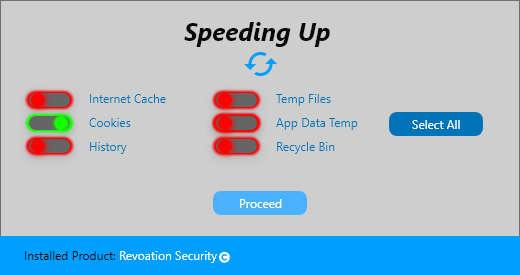 Speeding Up
Internet Cache
Temp Files
Cookies
App Data Temp
Select All
History
Recycle Bin
Proceed
Installed Product: Revoation Security©